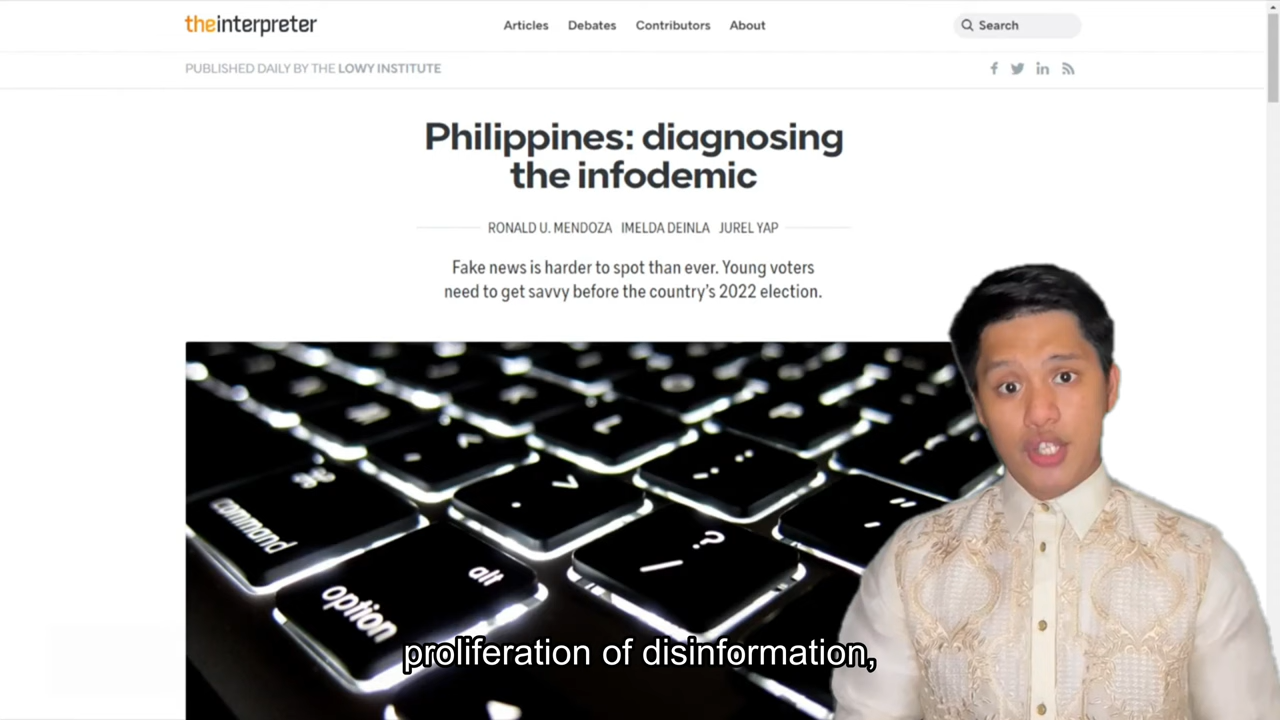 theinterpreter
Articles Debates Contributors About
Search
PUBLISHED DAILY BY THE LOWY INSTITUTE
Philippines: diagnosing
the infodemic
RONALD U. MENDOZA IMELDA DEINLA JUREL YAP
Fake news is harder to spot than ever. Young voters
need to get savvy before the country's 2022 election.
command
alt
option
proliferation of disinformation,